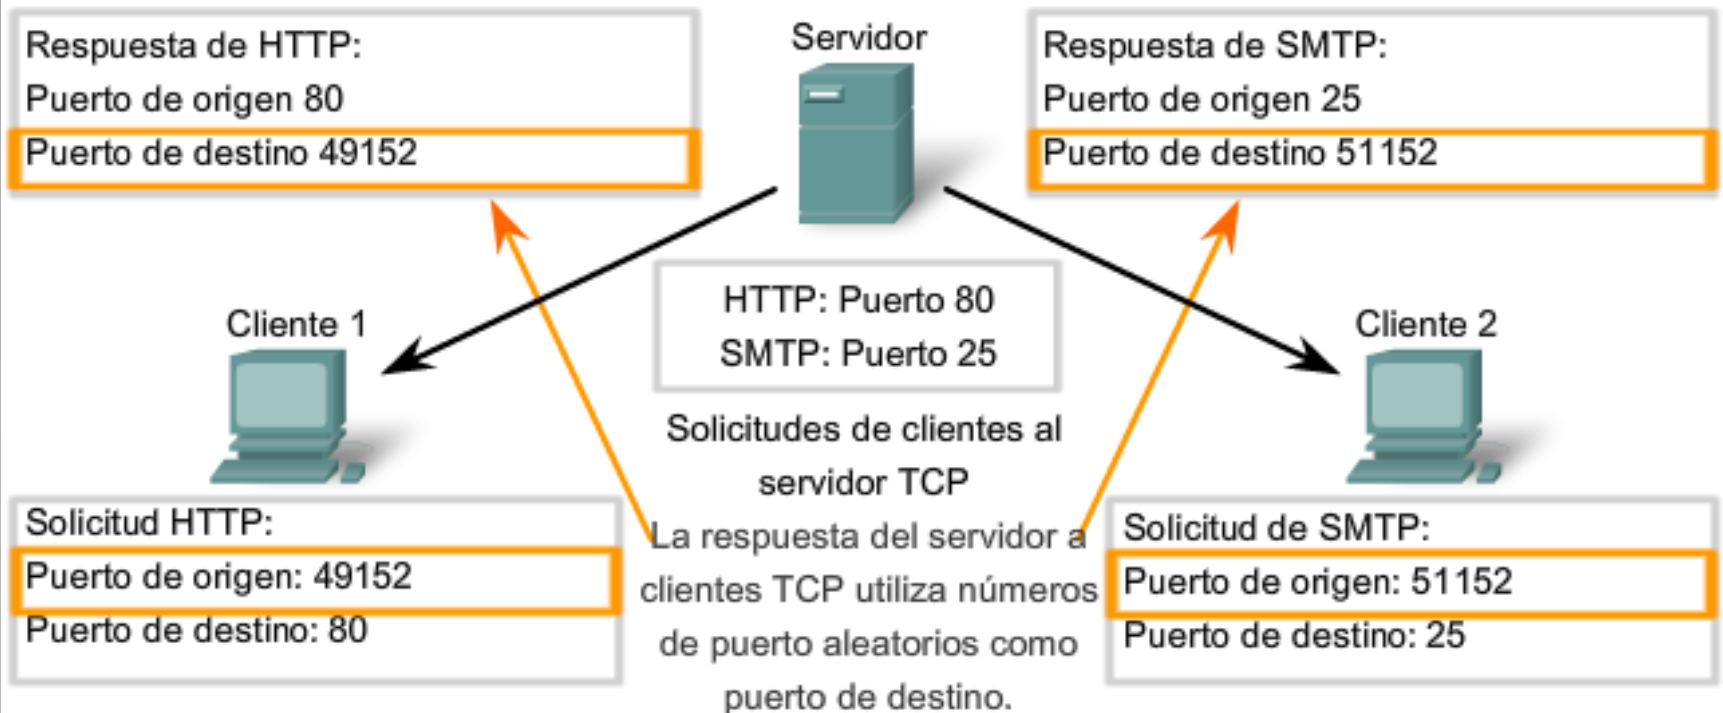 Respuesta de HTTP:
Puerto de origen 80
Puerto de destino 49152
Servidor
Respuesta de SMTP:
Puerto de origen 25
Puerto de destino 51152
HTTP: Puerto 80
SMTP: Puerto 25
Cliente 1
Cliente 2
Solicitudes de clientes al
servidor TCP
La respuesta del servidor a
clientes TCP utiliza números
de puerto aleatorios como
puerto de destino.
Solicitud HTTP:
Puerto de origen: 49152
Puerto de destino: 80
Solicitud de SMTP:
Puerto de origen: 51152
Puerto de destino: 25